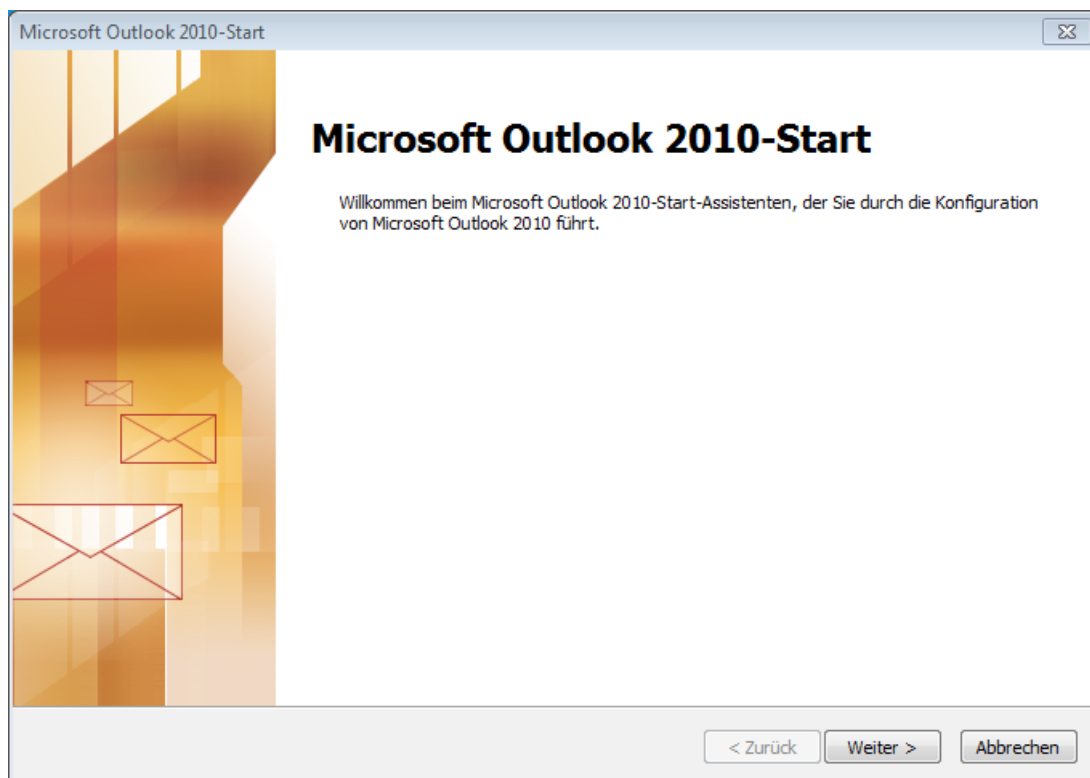 Microsoft Outlook 2010-Start
Microsoft Outlook 2010-Start
Willkommen beim Microsoft Outlook 2010-Start-Assistenten, der Sie durch die Konfiguration
von Microsoft Outlook 2010 führt.
< Zurück Weiter > Abbrechen